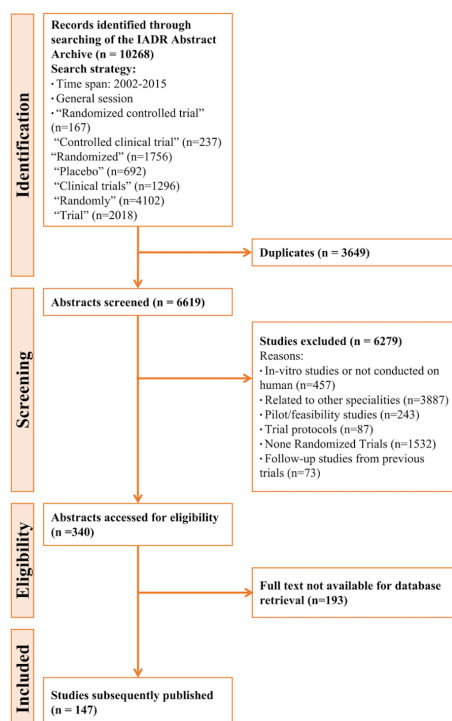 Identification
Records identified through
searching of the IADR Abstract
Archive (n = 10268)
Search strategy:
· Time span: 2002-2015
· General session
· “Randomized controlled trial”
(n=167)
“Controlled clinical trial” (n=237)
“Randomized” (n=1756)
“Placebo” (n=692)
“Clinical trials” (n=1296)
“Randomly” (n=4102)
“Trial” (n=2018)
Duplicates (n = 3649)
Screening
Abstracts screened (n = 6619)
Studies excluded (n = 6279)
Reasons:
· In-vitro studies or not conducted on
human (n=457)
· Related to other specialities (n=3887)
· Pilot/feasibility studies (n=243)
· Trial protocols (n=87)
· None Randomized Trials (n=1532)
· Follow-up studies from previous
trials (n=73)
Eligibility
Abstracts accessed for eligibility
(n =340)
Full text not available for database
retrieval (n=193)
Included
Studies subsequently published
(n = 147)